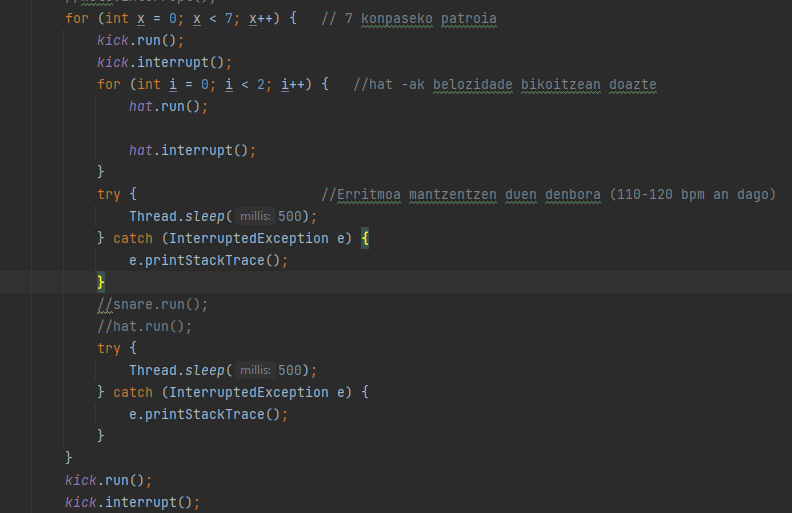 for (int x = 0; x < 7; x++) {   // 7 konpaseko patroia
kick.run();
kick.interrupt();
for (int i = 0; i < 2; i++) {   //hat -ak belozidade bikoitzean doazte
hat.run();
hat.interrupt();
}
try {   //Erritmoa mantzentzen duen denbora (110-120 bpm an dago)
Thread.sleep( millis: 500);
} catch (InterruptedException e) {
e.printStackTrace();
}
//snare.run();
//hat.run();
try {
Thread.sleep( millis: 500);
} catch (InterruptedException e) {
e.printStackTrace();
}
}
kick.run();
kick.interrupt();